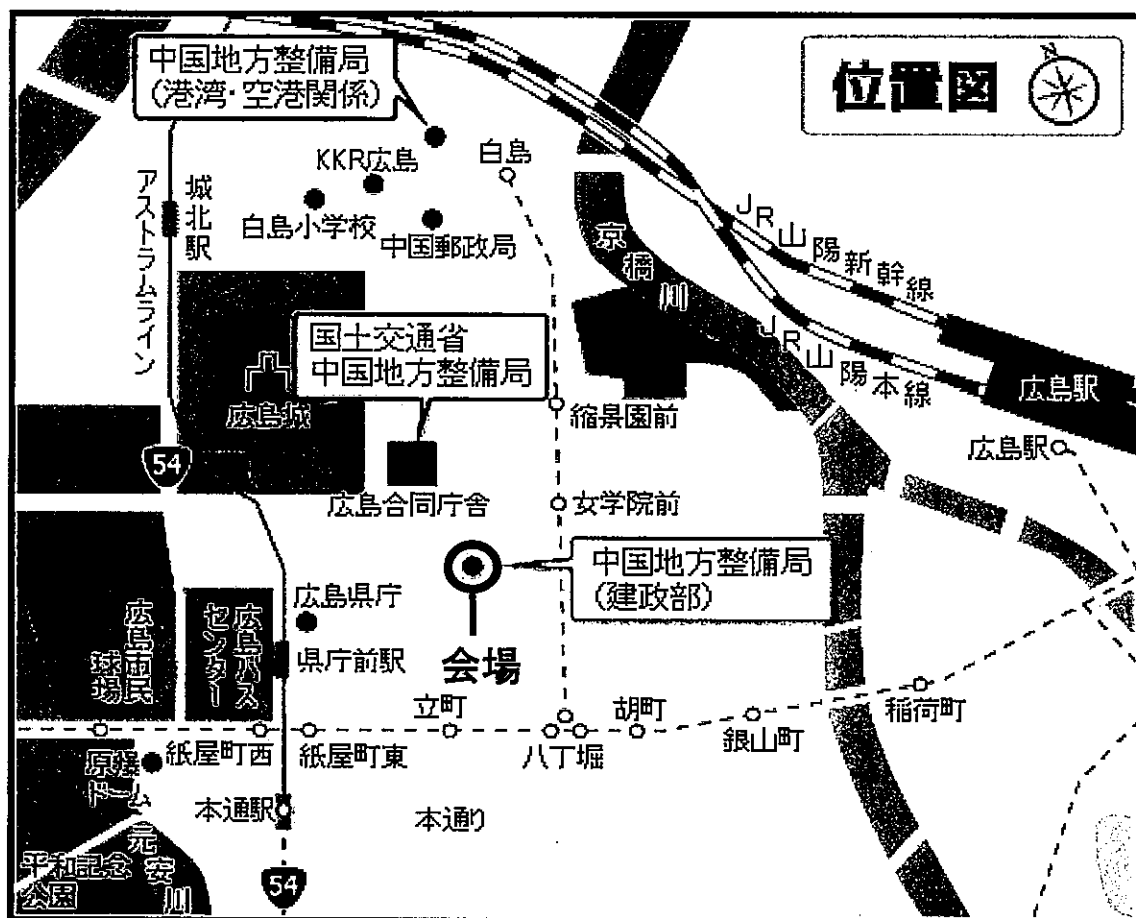 中国地方整備局
(港湾・空港関係)
位置図
N
白島
KKR広島
白島小学校
中国郵政局
城北駅
アストラムライン
京橋川
JR山陽新幹線
JR山陽本線
国土交通省
中国地方整備局
広島城
縮景園前
広島駅
広島駅
54
広島合同庁舎
女学院前
中国地方整備局
(建政部)
広島県庁
広島市民
球場
広島バス
センター
県庁前駅
会場
立町
胡町
稲荷町
銀山町
紙屋町西
紙屋町東
八丁堀
原爆
ドーム
本通駅
本通り
元安川
平和記念
公園
54